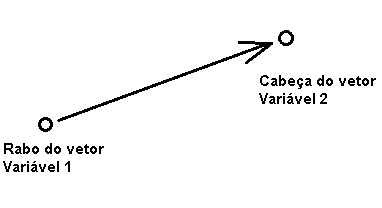 Cabeça do vetor
Variável 2
Rabo do vetor
Variável 1